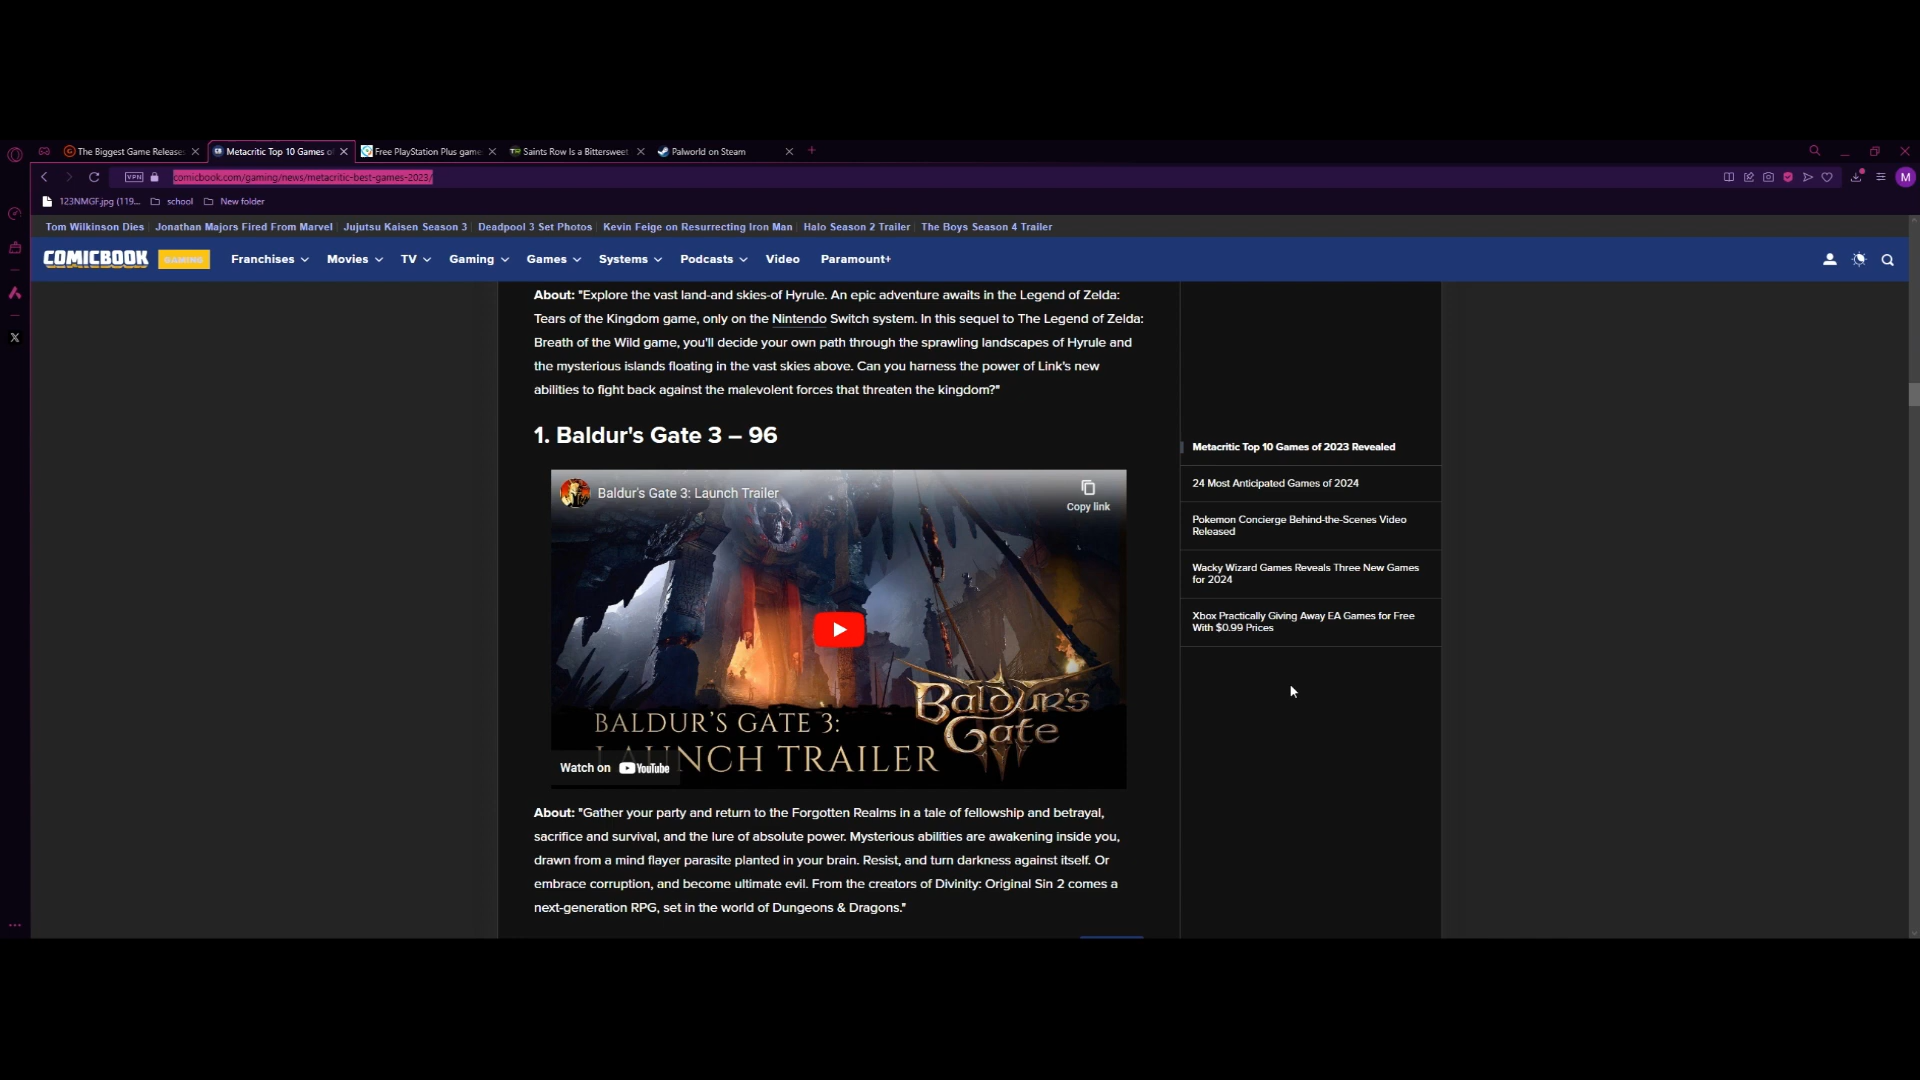 The Biggest Game Releases
Metacritic Top 10 Games o
Free PlayStation Plus game
Saints Row Is a Bittersweet
Palworld on Steam
VPN
comicbook.com/gaming/news/metacritic-best-games-2023/
M
123NMGF.jpg (119...
school
New folder
Tom Wilkinson Dies
Jonathan Majors Fired From Marvel
Jujutsu Kaisen Season 3
Deadpool 3 Set Photos
Kevin Feige on Resurrecting Iron Man
Halo Season 2 Trailer
The Boys Season 4 Trailer
COMICBOOK
GAMING
Franchises
Movies
TV
Gaming
Games
Systems
Podcasts
Video
Paramount+
About: "Explore the vast land-and skies-of Hyrule. An epic adventure awaits in the Legend of Zelda:
Tears of the Kingdom game, only on the Nintendo Switch system. In this sequel to The Legend of Zelda:
Breath of the Wild game, you'll decide your own path through the sprawling landscapes of Hyrule and
the mysterious islands floating in the vast skies above. Can you harness the power of Link's new
abilities to fight back against the malevolent forces that threaten the kingdom?"
1. Baldur's Gate 3 – 96
Baldur's Gate 3: Launch Trailer
Copy link
BALDUR'S GATE 3:
LAUNCH TRAILER
Baldur's
Gate
Watch on YouTube
About: "Gather your party and return to the Forgotten Realms in a tale of fellowship and betrayal,
sacrifice and survival, and the lure of absolute power. Mysterious abilities are awakening inside you,
drawn from a mind flayer parasite planted in your brain. Resist, and turn darkness against itself. Or
embrace corruption, and become ultimate evil. From the creators of Divinity: Original Sin 2 comes a
next-generation RPG, set in the world of Dungeons & Dragons."
Metacritic Top 10 Games of 2023 Revealed
24 Most Anticipated Games of 2024
Pokemon Concierge Behind-the-Scenes Video
Released
Wacky Wizard Games Reveals Three New Games
for 2024
Xbox Practically Giving Away EA Games for Free
With $0.99 Prices